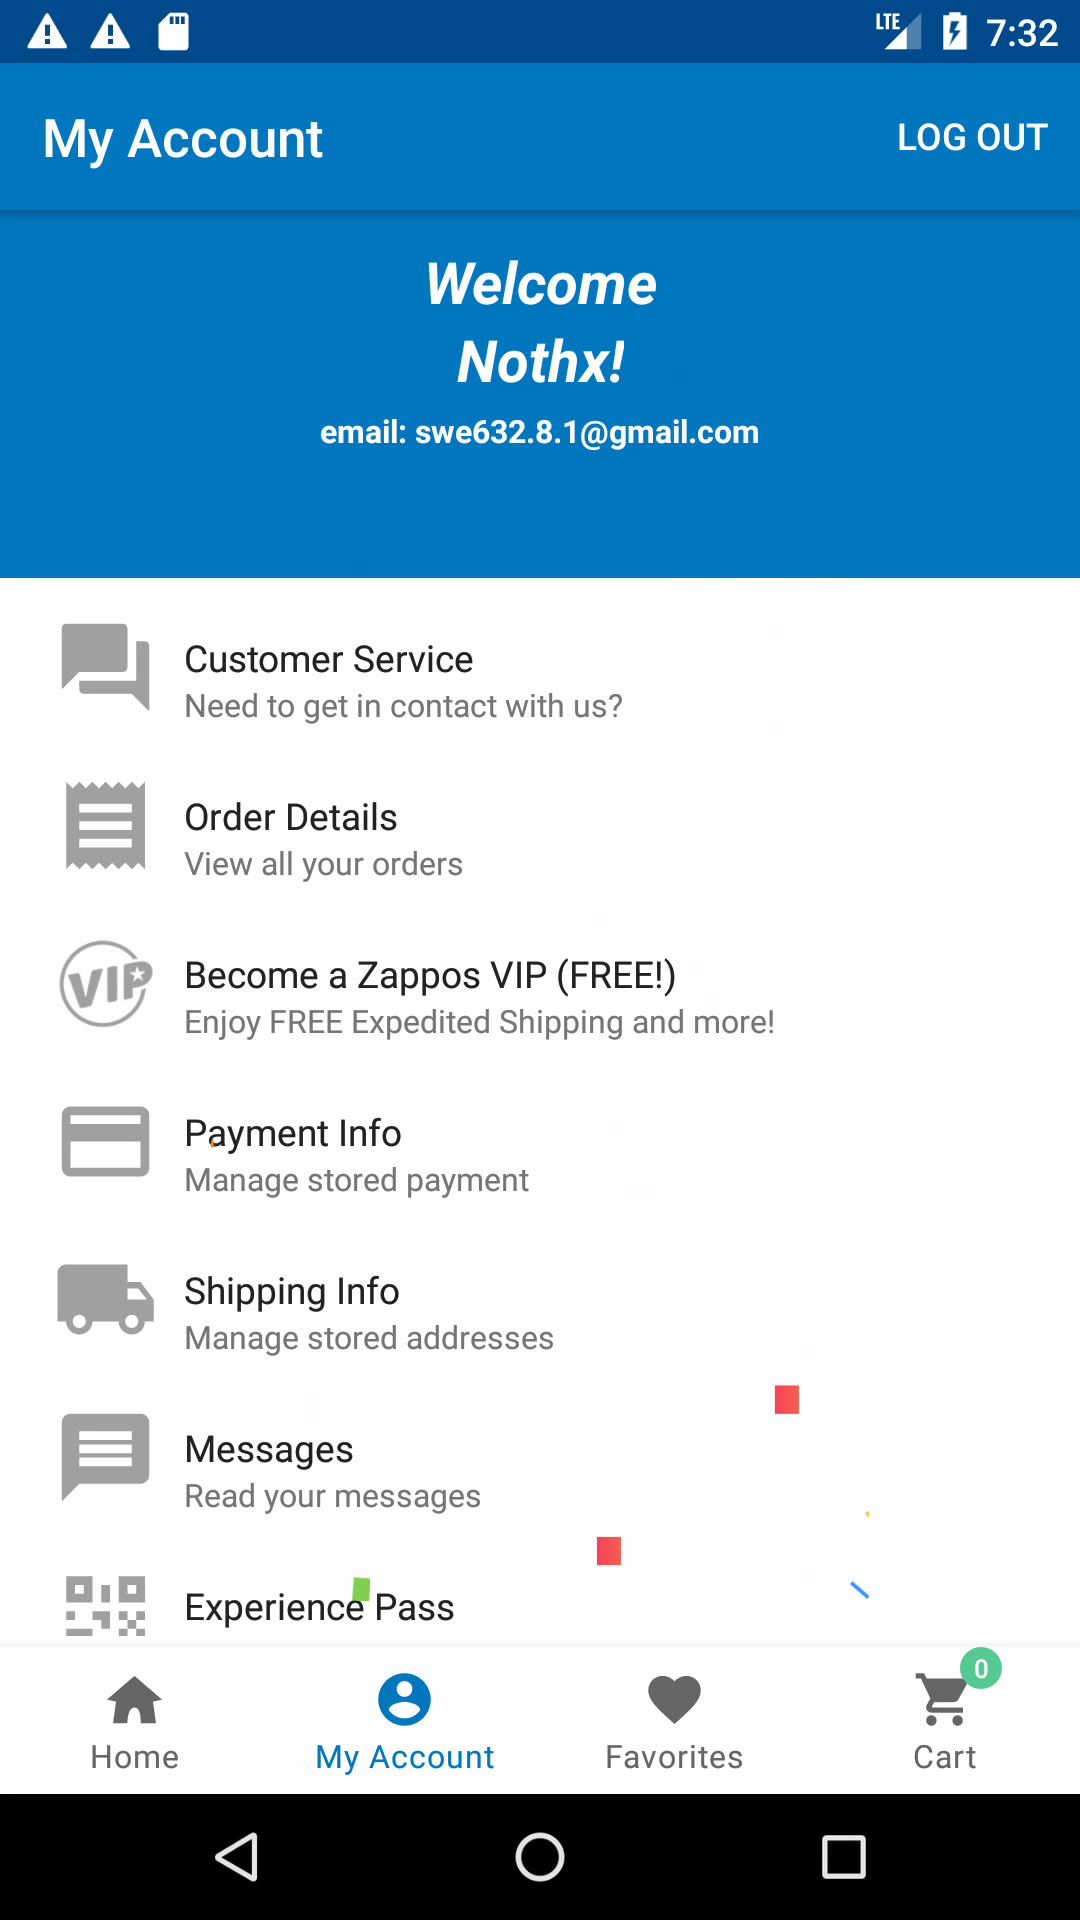 LTE 7:32
My Account LOG OUT
Welcome
Nothx!
email: swe632.8.1@gmail.com
Customer Service
Need to get in contact with us?
Order Details
View all your orders
VIP
Become a Zappos VIP (FREE!)
Enjoy FREE Expedited Shipping and more!
Payment Info
Manage stored payment
Shipping Info
Manage stored addresses
Messages
Read your messages
Experience Pass
0
Home My Account Favorites Cart